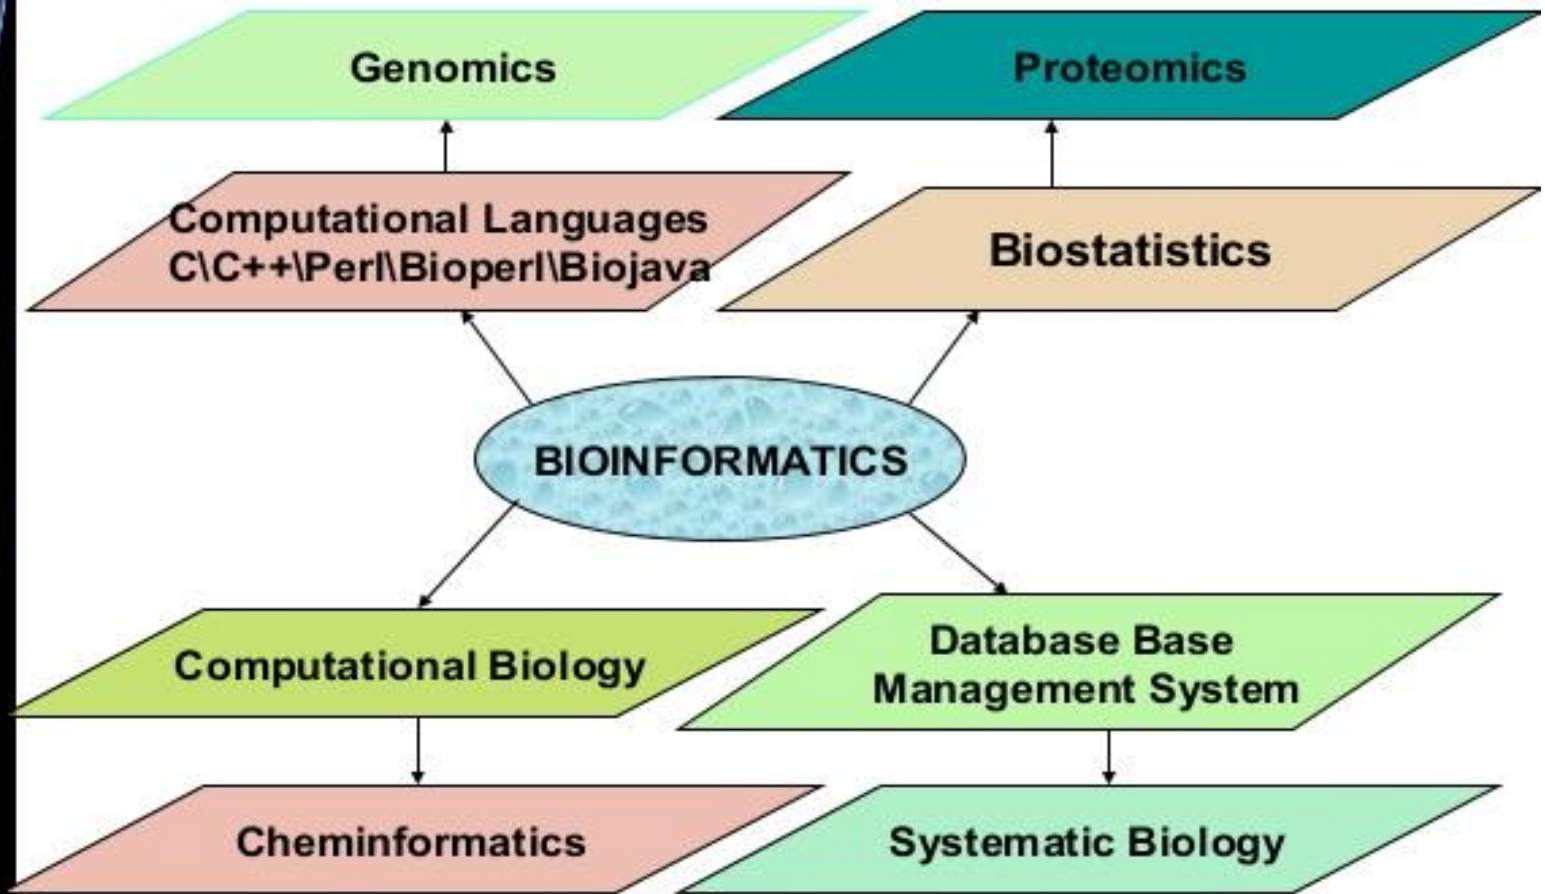 Genomics
Proteomics
Computational Languages
C\C++\Perl\Bioperl\Biojava
Biostatistics
BIOINFORMATICS
Computational Biology
Database Base
Management System
Cheminformatics
Systematic Biology